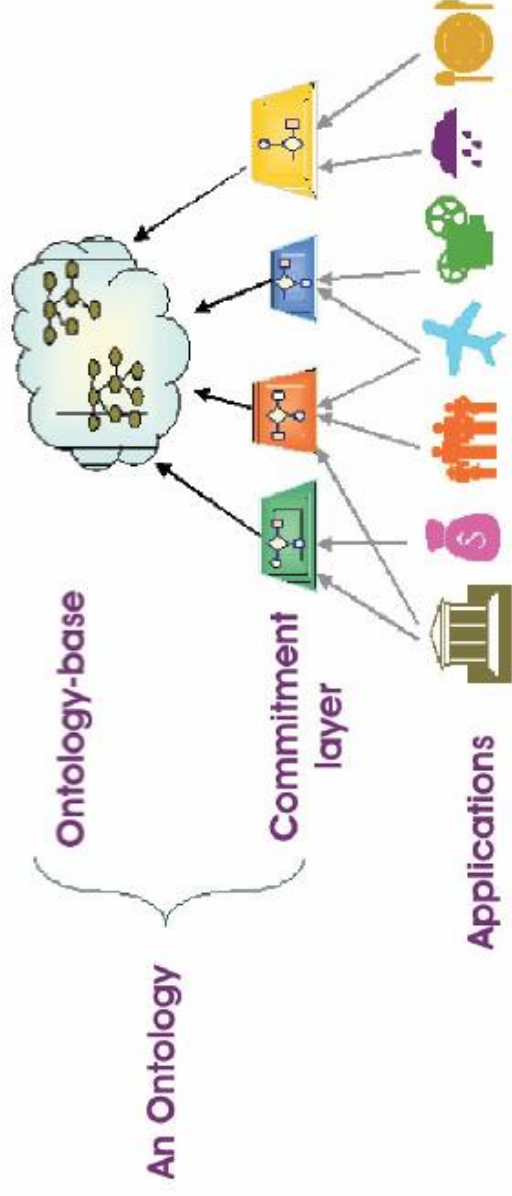 An Ontology
Ontology-base
Commitment
layer
Applications
$